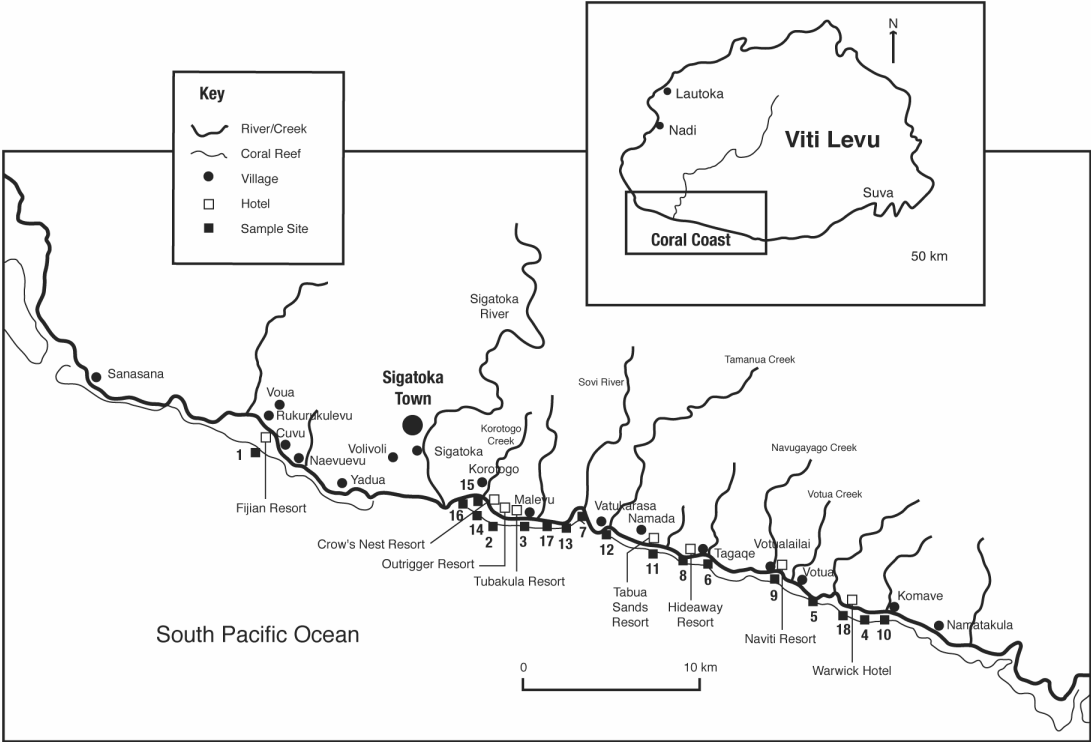 N
Lautoka
Nadi
Viti Levu
Suva
Coral Coast
50 km
Key
River/Creek
Coral Reef
Village
Hotel
Sample Site
Sigatoka
River
Sanasana
Voua
Rukurukulevu
Cuvu
Naevuevu
Yadua
1
Fijian Resort
Sigatoka
Town
Volivoli
Sigatoka
Korotogo
Creek
Korotogo
15
16
14
2
Crow's Nest Resort
Outrigger Resort
Tubakula Resort
Malevu
3
17
13
7
Sovi River
Tamanua Creek
Vatukarasa
Namada
12
11
Tabua
Sands
Resort
8
6
Hideaway
Resort
Tagaqe
Navugayago Creek
Votua Creek
Votualailai
Votua
9
Naviti Resort
5
18
4
10
Warwick Hotel
Komave
Namatakula
South Pacific Ocean
0
10 km